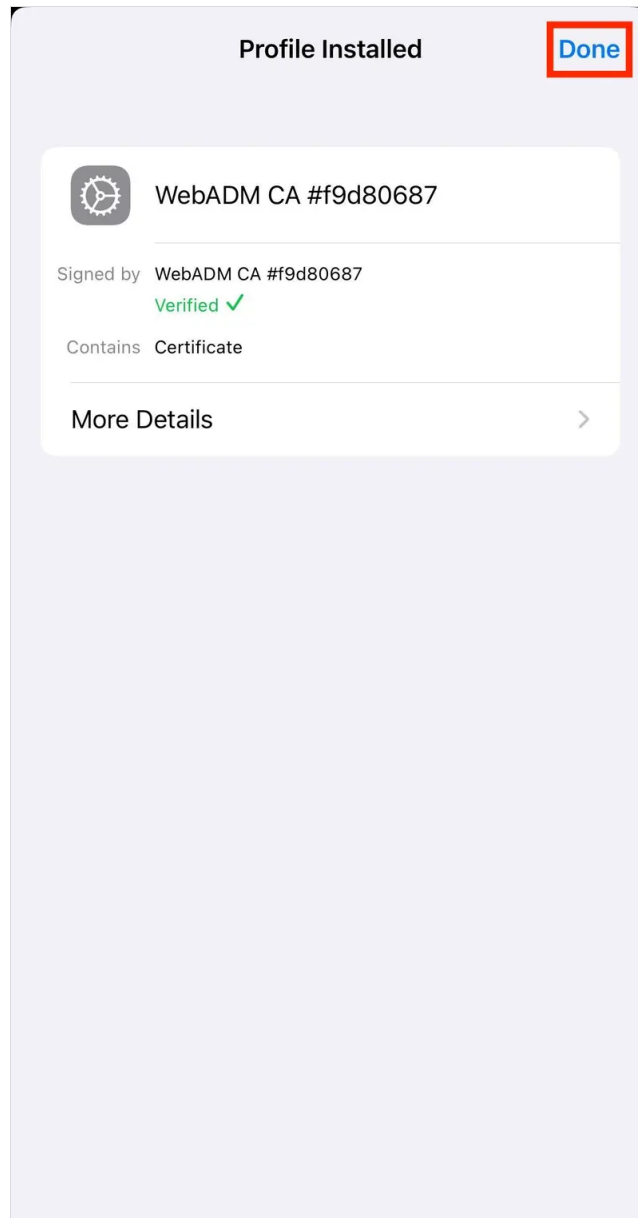 Profile Installed
Done
WebADM CA #f9d80687
Signed by WebADM CA #f9d80687
Verified ✓
Contains Certificate
More Details